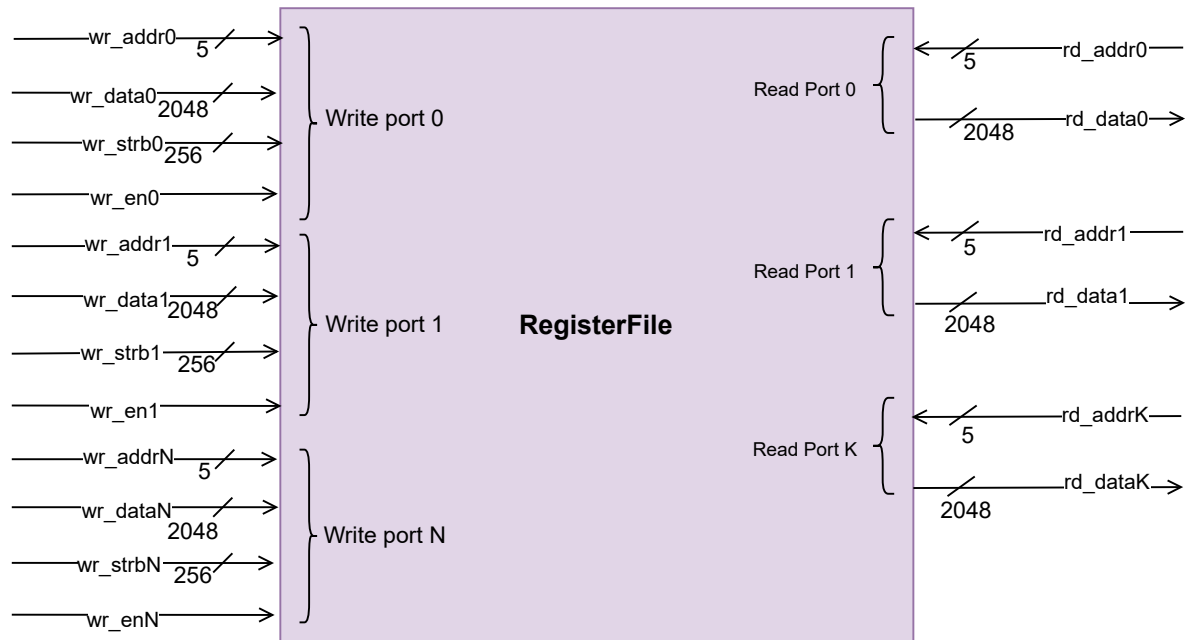 wr_addr0
5
wr_data0
2048
wr_strb0
256
wr_en0
Write port 0
wr_addr1
5
wr_data1
2048
wr_strb1
256
wr_en1
Write port 1
wr_addrN
5
wr_dataN
2048
wr_strbN
256
wr_enN
Write port N
RegisterFile
Read Port 0
rd_addr0
5
rd_data0
2048
Read Port 1
rd_addr1
5
rd_data1
2048
Read Port K
rd_addrK
5
rd_dataK
2048